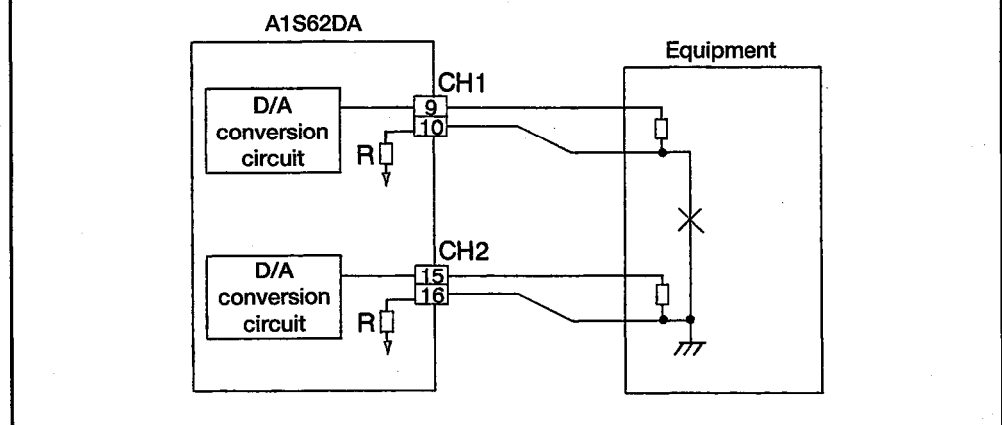 A1S62DA
Equipment
CH1
D/A
conversion
circuit
9
10
R
CH2
D/A
conversion
circuit
15
16
R